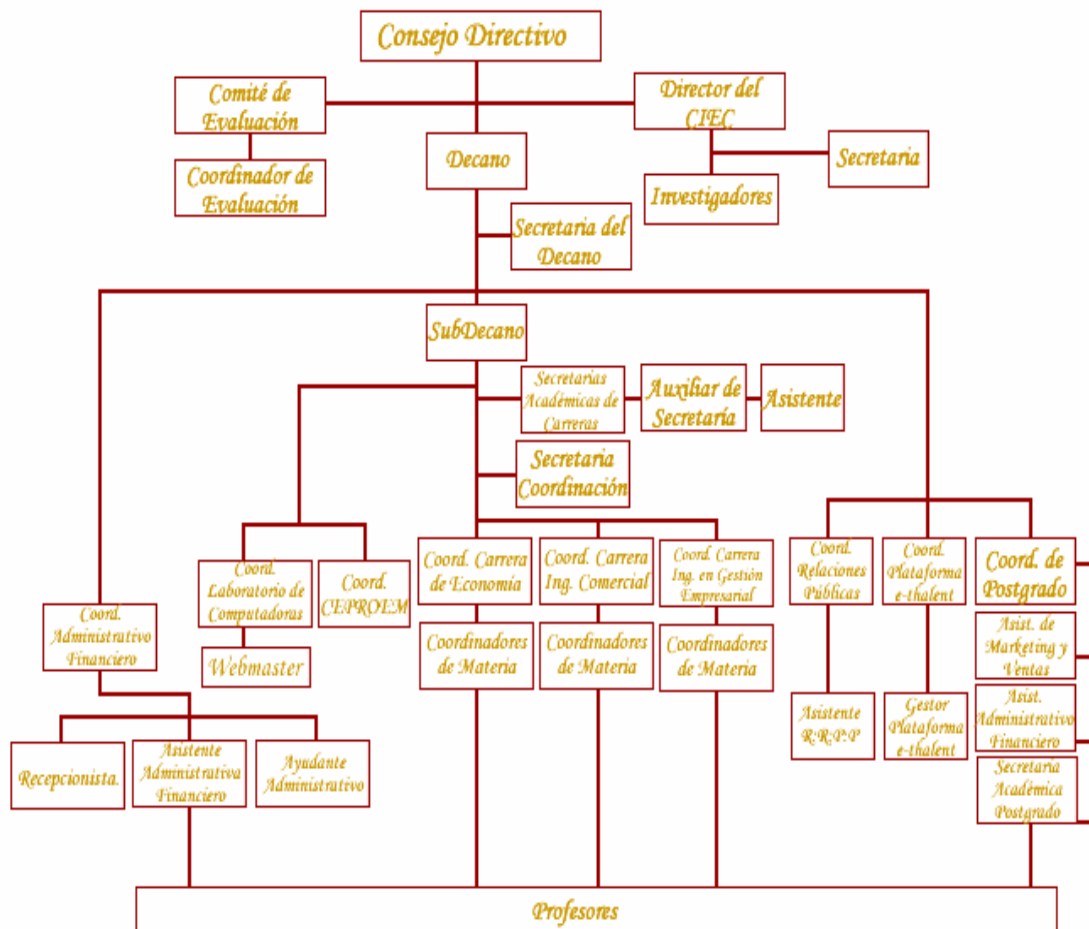 Consejo Directivo
Comité de
Evaluación
Director del
CIEC
Decano
Secretaria
Coordinador de
Evaluación
Investigadores
Secretaria del
Decano
SubDecano
Secretarias
Académicas de
Carreras
Auxiliar de
Secretaría
Asistente
Secretaria
Coordinación
Coord.
Laboratorio de
Computadoras
Coord.
CEPROEM
Coord. Carrera
de Economía
Coord. Carrera
Ing. Comercial
Coord. Carrera
Ing. en Gestión
Empresarial
Coord.
Relaciones
Públicas
Coord.
Plataforma
e-thalent
Coord. de
Postgrado
Coord.
Administrativo
Financiero
Webmaster
Coordinadores
de Materia
Coordinadores
de Materia
Coordinadores
de Materia
Asist. de
Marketing y
Ventas
Asistente
R.R.P.P
Gestor
Plataforma
e-thalent
Asist.
Administrativo
Financiero
Recepcionista.
Asistente
Administrativa
Financiero
Ayudante
Administrativo
Secretaria
Académica
Postgrado
Profesores